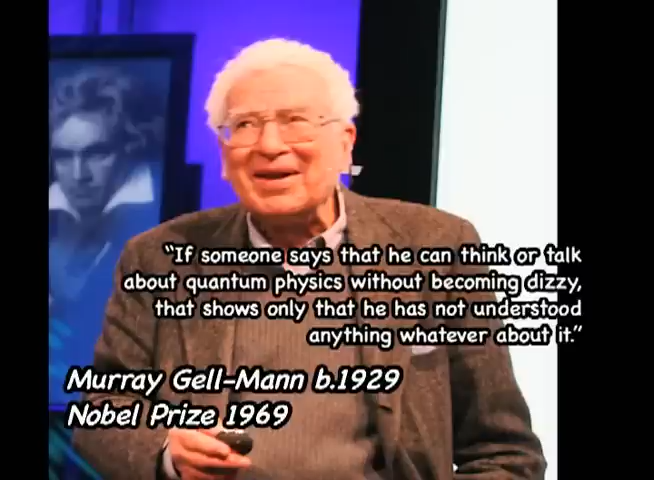 “If someone says that he can think or talk
about quantum physics without becoming dizzy,
that shows only that he has not understood
anything whatever about it.”
Murray Gell-Mann b.1929
Nobel Prize 1969